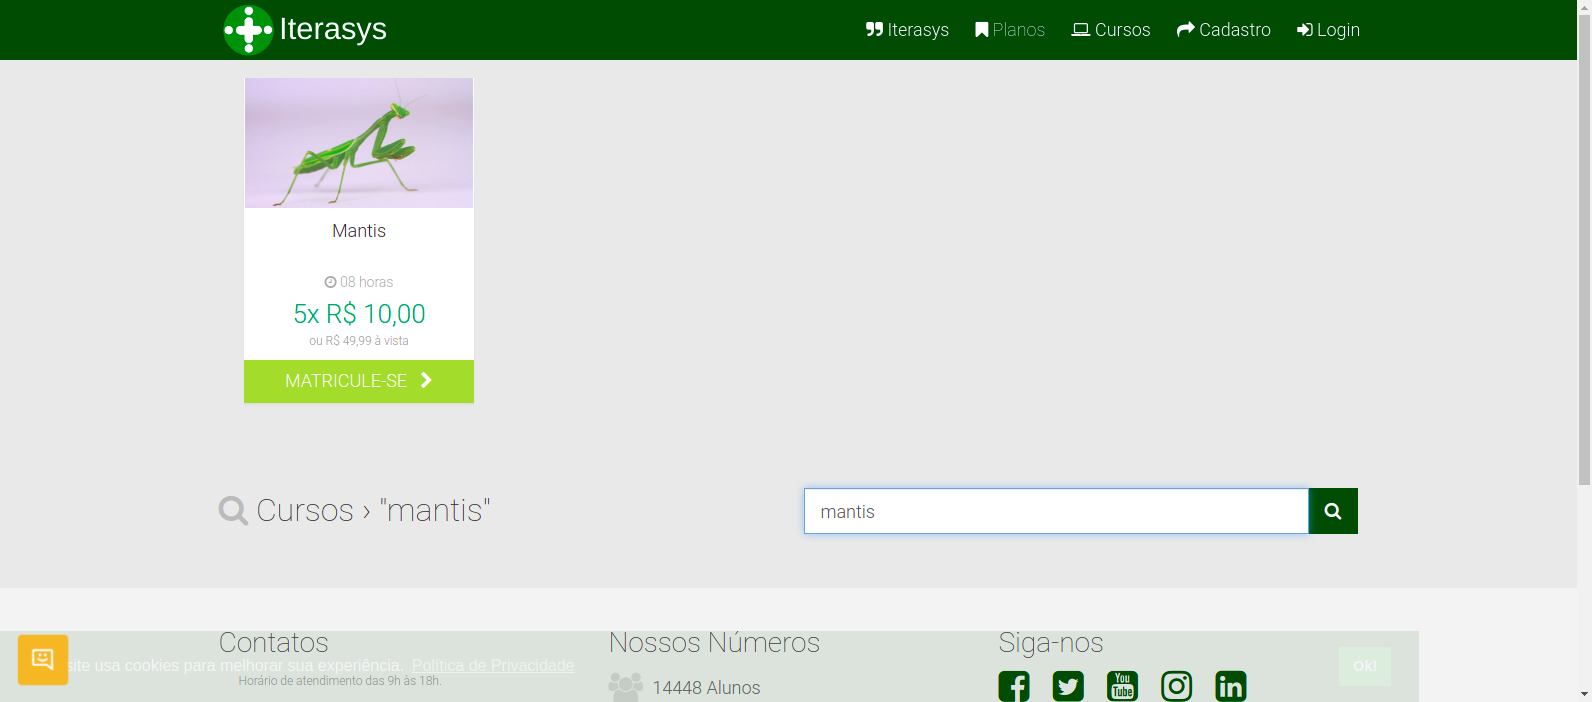 Iterasys
Iterasys Planos Cursos Cadastro Login
Mantis
08 horas
5x R$ 10,00
ou R$ 49,99 à vista
MATRICULE-SE
Cursos › "mantis"
mantis
Contatos
Nossos Números
Siga-nos
site usa cookies para melhorar sua experiência. Política de Privacidade
Ok!
Horário de atendimento das 9h às 18h.
14448 Alunos
You
Tube